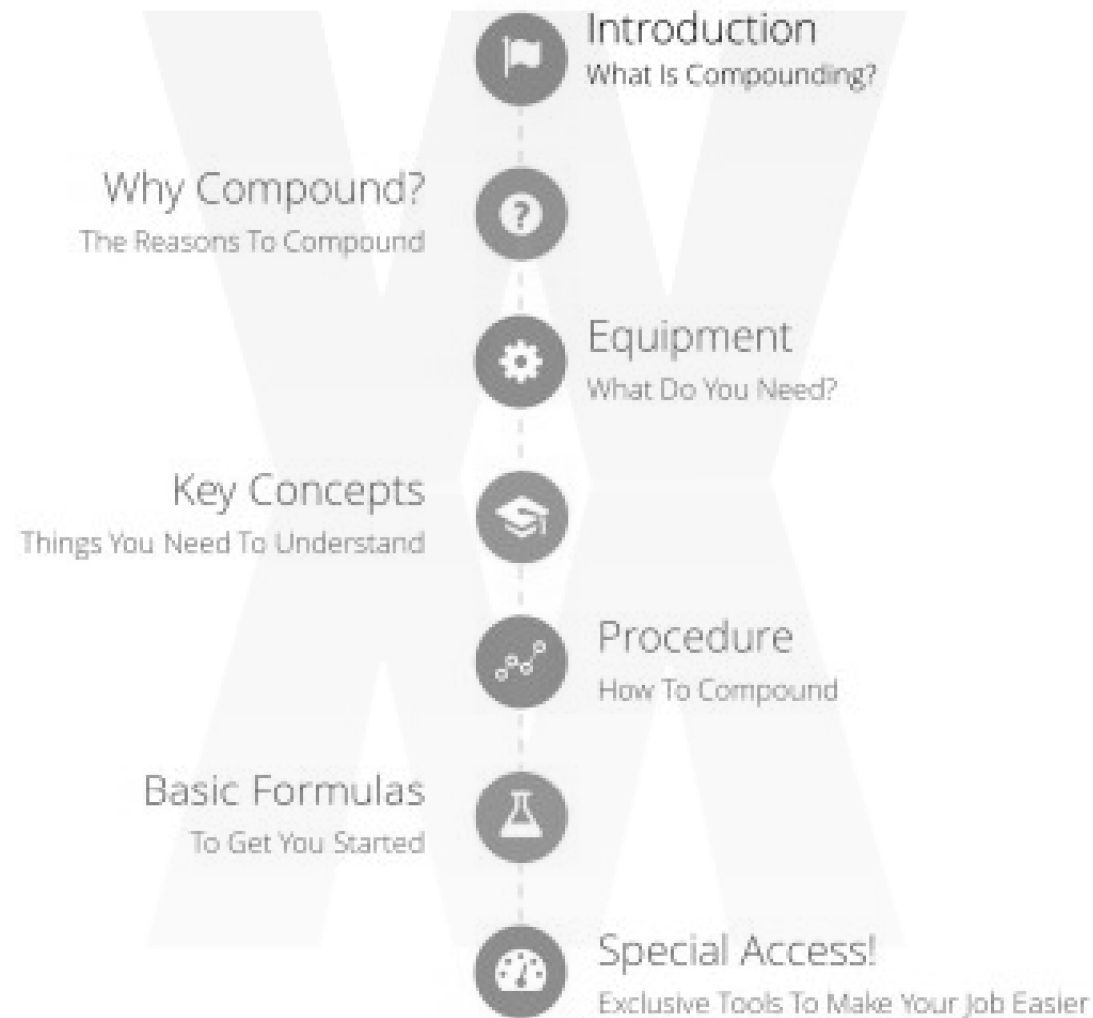 Introduction
What Is Compounding?
Why Compound?
The Reasons To Compound
Equipment
What Do You Need?
Key Concepts
Things You Need To Understand
Procedure
How To Compound
Basic Formulas
To Get You Started
Special Access!
Exclusive Tools To Make Your Job Easier